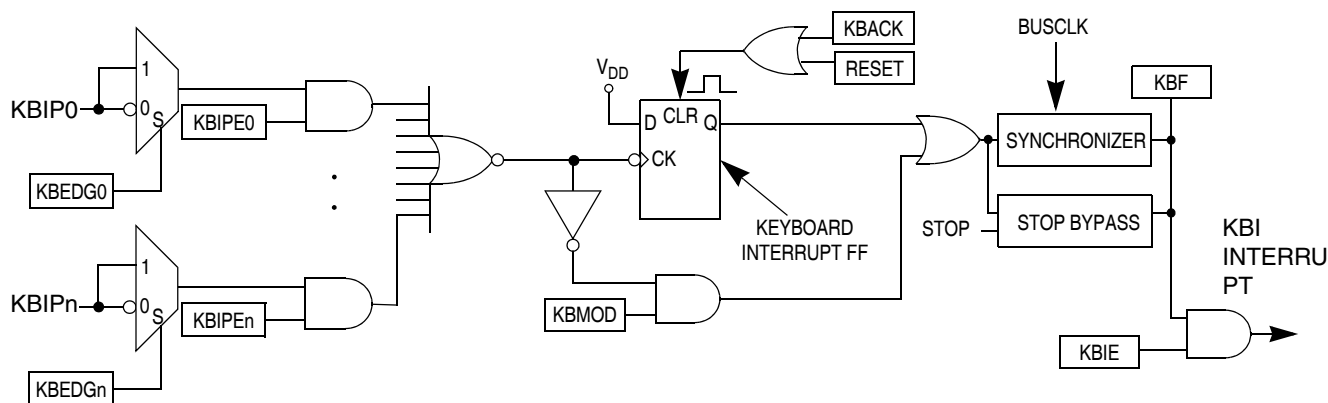 KBIP0
1
0
S
KBIPE0
KBEDG0
KBIPn
1
0
S
KBIPEn
KBEDGn
VDD
D
CLR
Q
CK
KBACK
RESET
KEYBOARD
INTERRUPT FF
KBMOD
BUSCLK
SYNCHRONIZER
KBF
STOP
STOP BYPASS
KBI
INTERRU
PT
KBIE